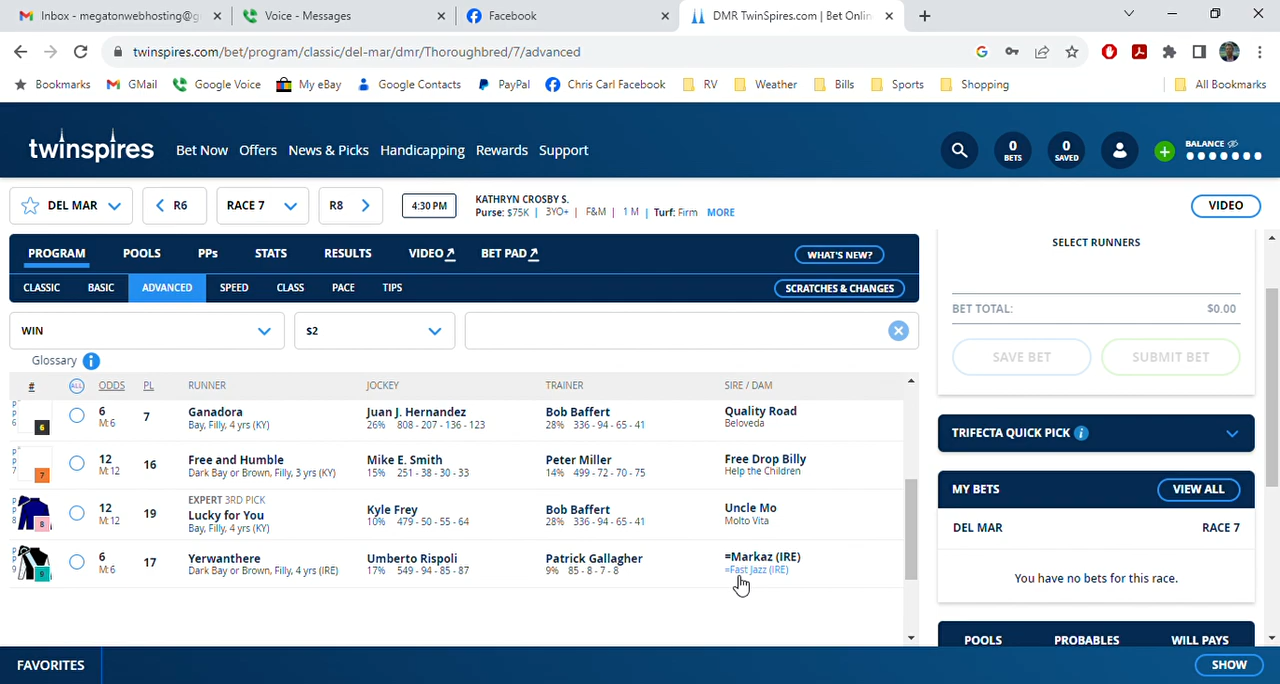 Inbox - megatonwebhosting@g
Voice - Messages
Facebook
DMR TwinSpires.com | Bet Onlin
twinspires.com/bet/program/classic/del-mar/dmr/Thoroughbred/7/advanced
Bookmarks
GMail
Google Voice
My eBay
Google Contacts
PayPal
Chris Carl Facebook
RV
Weather
Bills
Sports
Shopping
All Bookmarks
twinspires
Bet Now
Offers
News & Picks
Handicapping
Rewards
Support
0 BETS
0 SAVED
BALANCE
DEL MAR
R6
RACE 7
R8
4:30 PM
KATHRYN CROSBY S.
Purse: $75K | 3YO+ | F&M | 1 M | Turf: Firm MORE
VIDEO
PROGRAM
POOLS
PPs
STATS
RESULTS
VIDEO
BET PAD
WHAT'S NEW?
CLASSIC
BASIC
ADVANCED
SPEED
CLASS
PACE
TIPS
SCRATCHES & CHANGES
WIN
$2
Glossary
# ALL ODDS PL RUNNER JOCKEY TRAINER SIRE / DAM
PP6 6 6 7 Ganadora Juan J. Hernandez Bob Baffert Quality Road
M:6 Bay, Filly, 4 yrs (KY) 26% 808 - 207 - 136 - 123 28% 336 - 94 - 65 - 41 Beloveda
PP7 7 12 16 Free and Humble Mike E. Smith Peter Miller Free Drop Billy
M:12 Dark Bay or Brown, Filly, 3 yrs (KY) 15% 251 - 38 - 30 - 33 14% 499 - 72 - 70 - 75 Help the Children
EXPERT 3RD PICK
PP8 8 12 19 Lucky for You Kyle Frey Bob Baffert Uncle Mo
M:12 Bay, Filly, 4 yrs (KY) 10% 479 - 50 - 55 - 64 28% 336 - 94 - 65 - 41 Molto Vita
PP9 9 6 17 Yerwanthere Umberto Rispoli Patrick Gallagher =Markaz (IRE)
M:6 Dark Bay or Brown, Filly, 4 yrs (IRE) 17% 549 - 94 - 85 - 87 9% 85 - 8 - 7 - 8 =Fast Jazz (IRE)
SELECT RUNNERS
BET TOTAL: $0.00
SAVE BET
SUBMIT BET
TRIFECTA QUICK PICK
MY BETS
VIEW ALL
DEL MAR
RACE 7
You have no bets for this race.
POOLS
PROBABLES
WILL PAYS
FAVORITES
SHOW